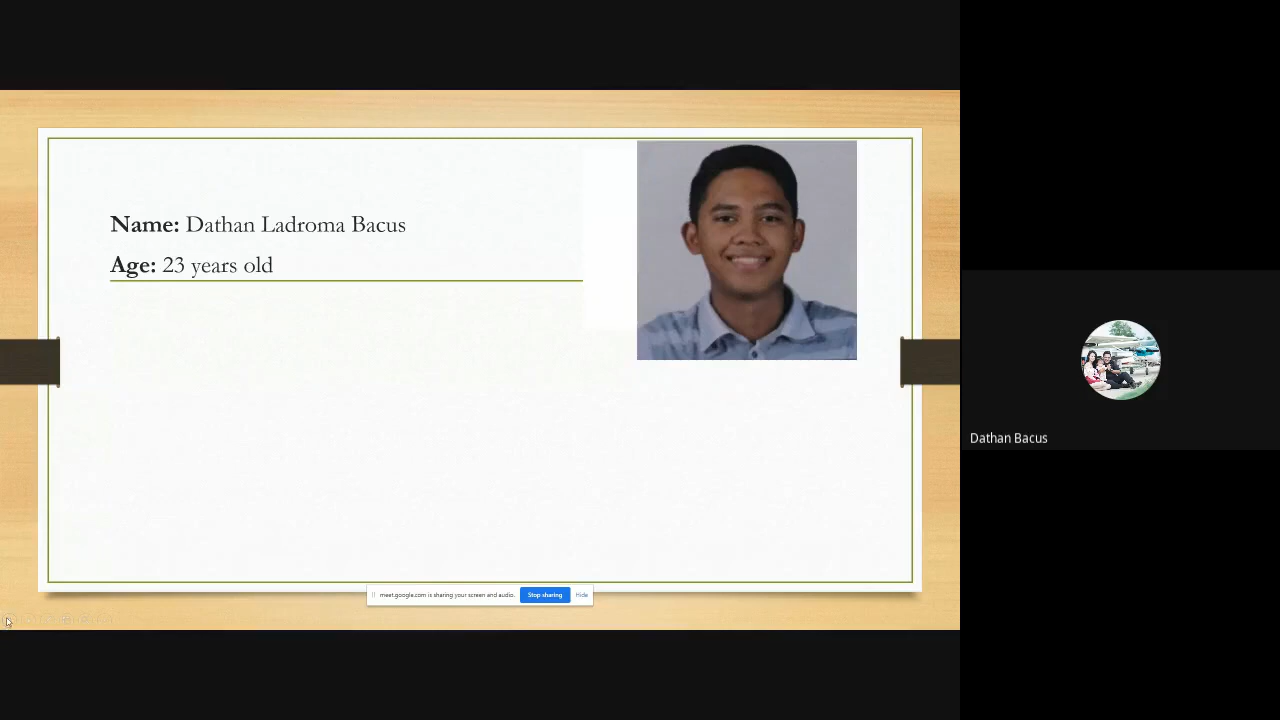 Name: Dathan Ladroma Bacus
Age: 23 years old
Dathan Bacus
meet.google.com is sharing your screen and audio. Stop sharing Hide